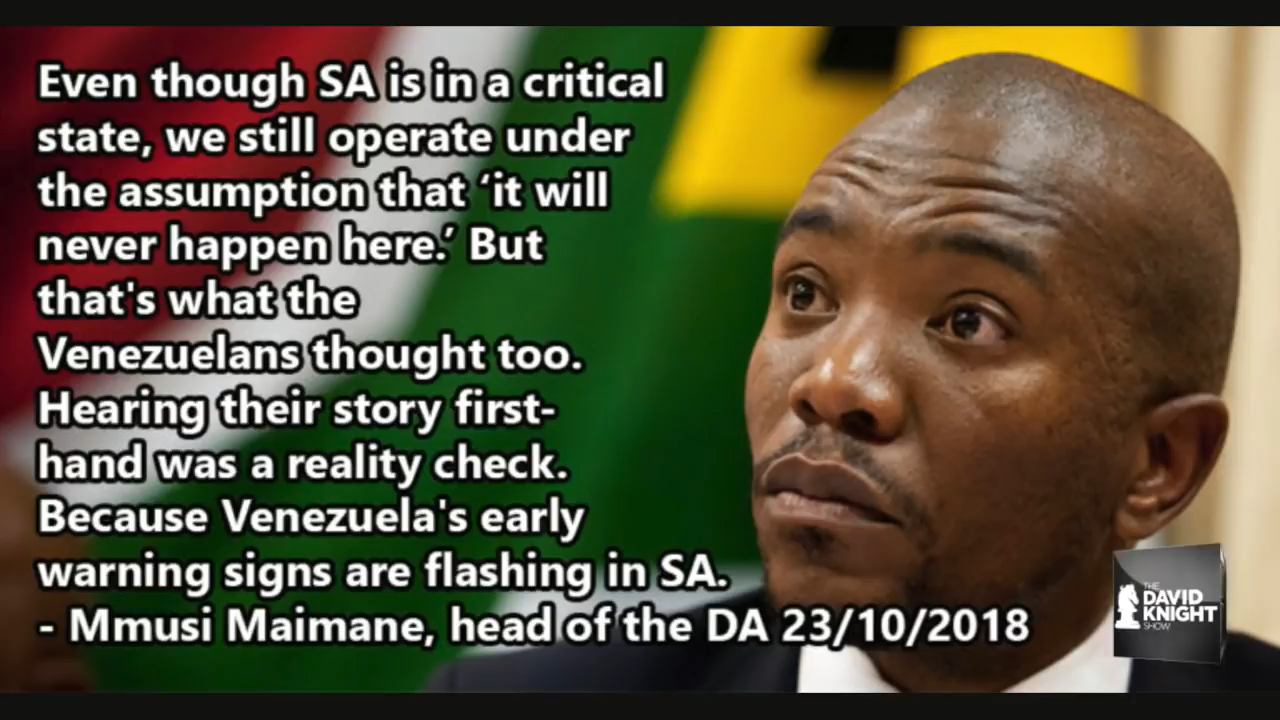 Even though SA is in a critical
state, we still operate under
the assumption that ‘it will
never happen here.’ But
that's what the
Venezuelans thought too.
Hearing their story first-
hand was a reality check.
Because Venezuela's early
warning signs are flashing in SA.
- Mmusi Maimane, head of the DA 23/10/2018
THE
DAVID
KNIGHT
SHOW